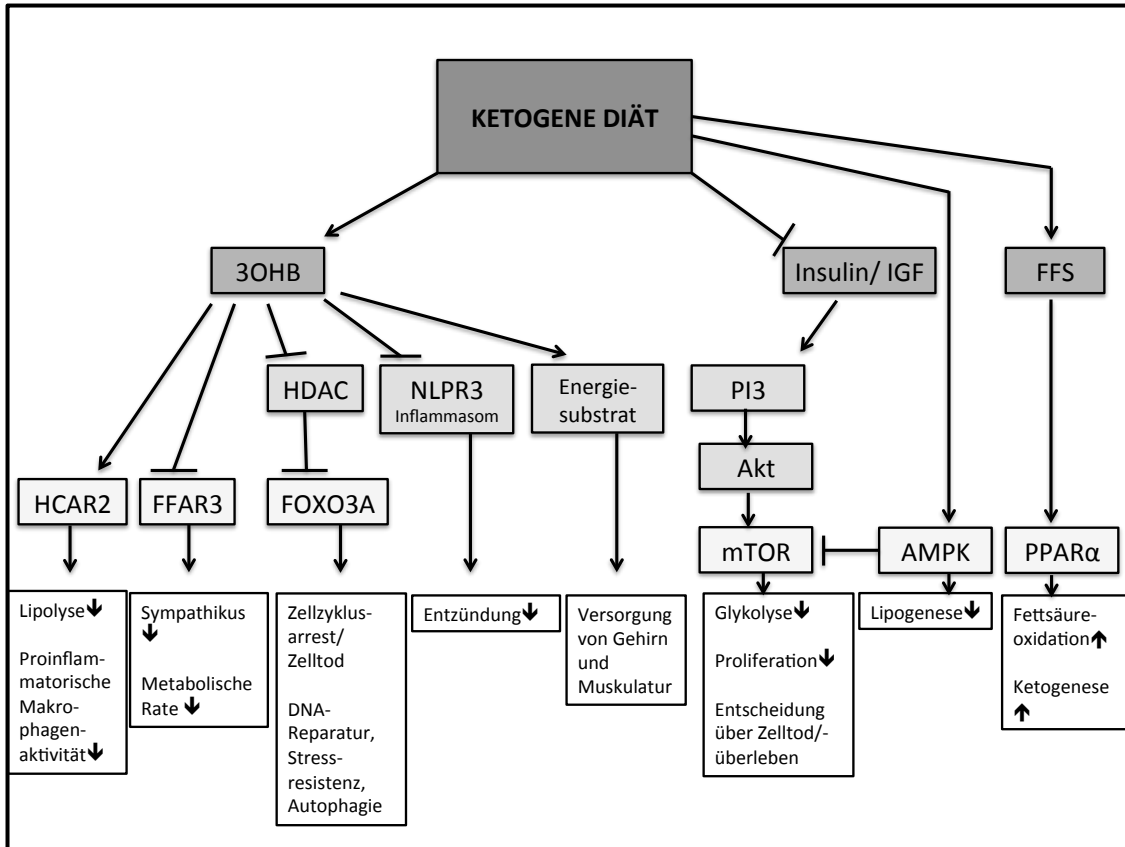 KETOGENE DIÄT
3OHB
Insulin/ IGF
FFS
HDAC
NLPR3
Inflammasom
Energie-
substrat
PI3
Akt
HCAR2
FFAR3
FOXO3A
mTOR
AMPK
PPARα
Lipolyse↓
Proinflam-
matorische
Makro-
phagen-
aktivität↓
Sympathikus
↓
Metabolische
Rate ↓
Zellzyklus-
arrest/
Zelltod
DNA-
Reparatur,
Stress-
resistenz,
Autophagie
Entzündung↓
Versorgung
von Gehirn
und
Muskulatur
Glykolyse↓
Proliferation↓
Entscheidung
über Zelltod/-
überleben
Lipogenese↓
Fettsäure-
oxidation↑
Ketogenese
↑